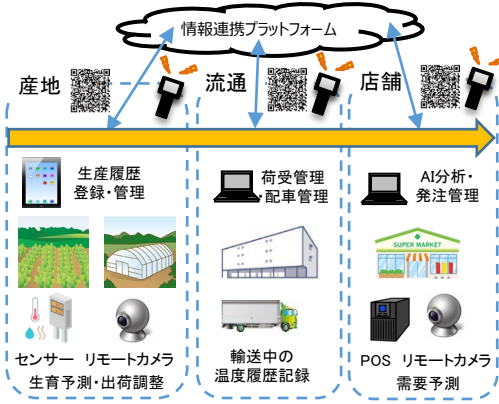 情報連携プラットフォーム
産地
流通
店舗
生産履歴
登録・管理
荷受管理
・配車管理
AI分析・
発注管理
SUPER MARKET
センサー リモートカメラ
生育予測・出荷調整
輸送中の
温度履歴記録
POS リモートカメラ
需要予測